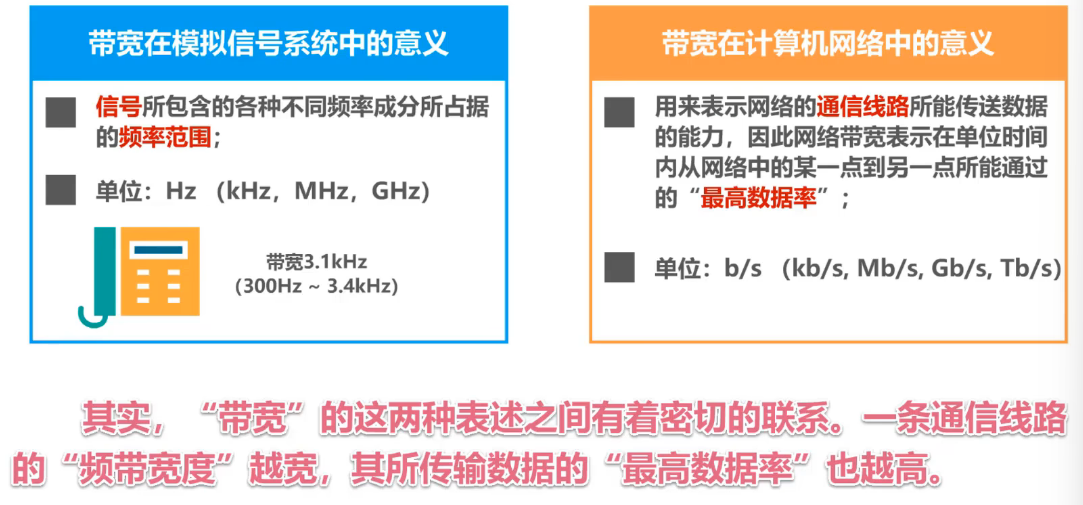 带宽在模拟信号系统中的意义
信号所包含的各种不同频率成分所占据
的频率范围；
单位：Hz （kHz，MHz，GHz）
带宽3.1kHz
（300Hz ~ 3.4kHz）
带宽在计算机网络中的意义
用来表示网络的通信线路所能传送数据
的能力，因此网络带宽表示在单位时间
内从网络中的某一点到另一点所能通过
的“最高数据率”；
单位：b/s （kb/s, Mb/s, Gb/s, Tb/s）
其实，“带宽”的这两种表述之间有着密切的联系。一条通信线路
的“频带宽度”越宽，其所传输数据的“最高数据率”也越高。